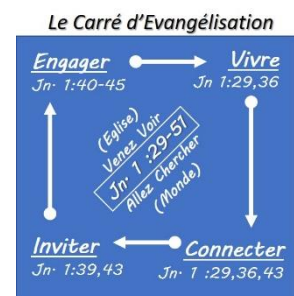 Le Carré d'Evangélisation
Engager
Jn· 1:40-45
Vivre
Jn 1:29,36
(Eglise)
Venez Voir
Jn· 1 :29-51
Allez Chercher
(Monde)
Inviter
Jn· 1:39,43
Connecter
Jn· 1 :29,36,43